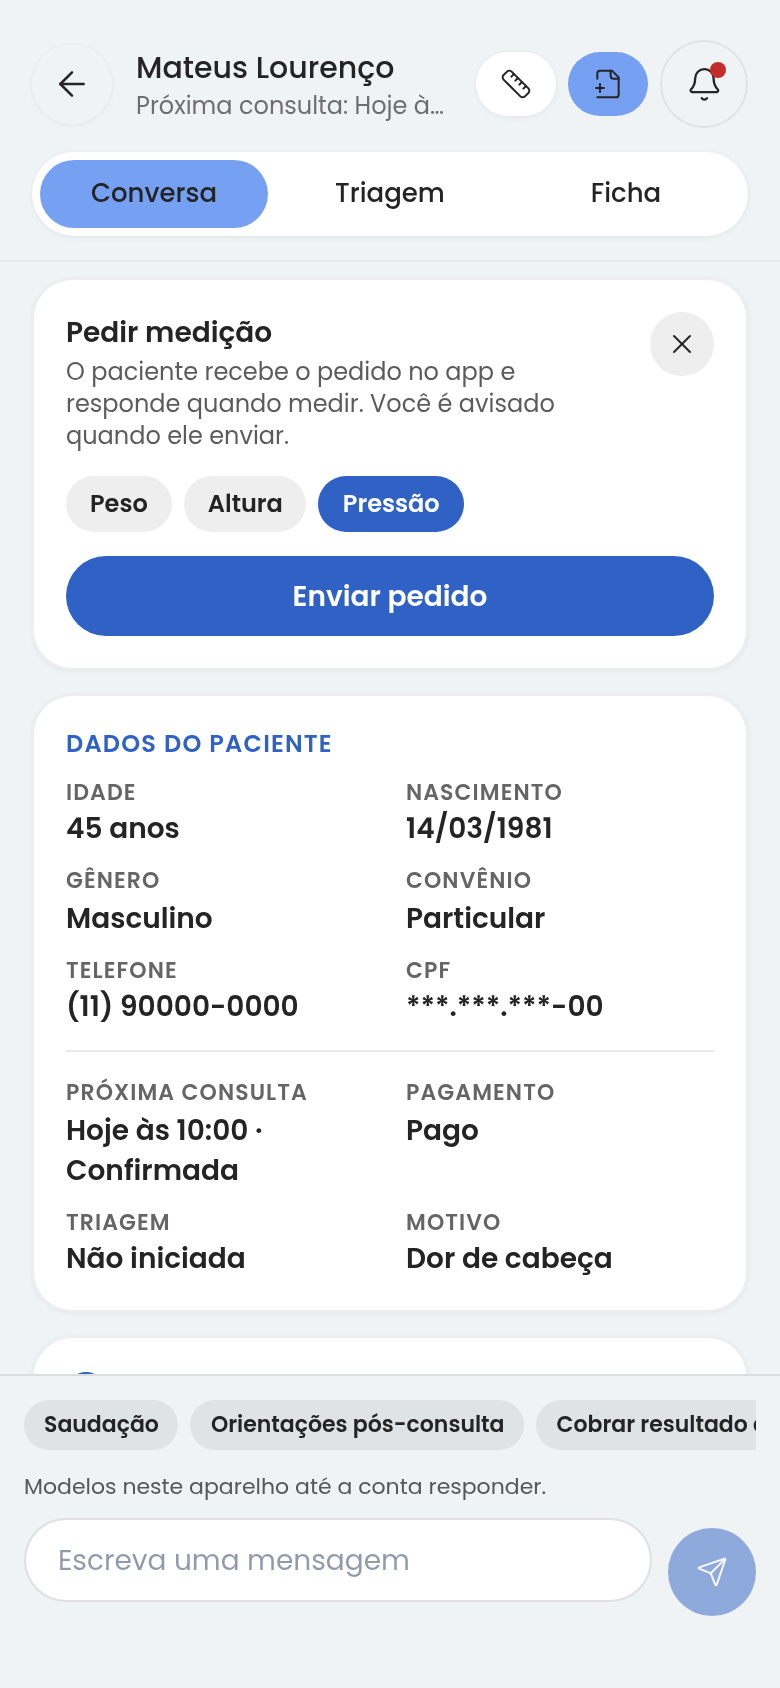 Mateus Lourenço
Próxima consulta: Hoje à...
Conversa
Triagem
Ficha
Pedir medição
O paciente recebe o pedido no app e
responde quando medir. Você é avisado
quando ele enviar.
Peso
Altura
Pressão
Enviar pedido
DADOS DO PACIENTE
IDADE
45 anos
NASCIMENTO
14/03/1981
GÊNERO
Masculino
CONVÊNIO
Particular
TELEFONE
(11) 90000-0000
CPF
***.***.***-00
PRÓXIMA CONSULTA
Hoje às 10:00 ·
Confirmada
PAGAMENTO
Pago
TRIAGEM
Não iniciada
MOTIVO
Dor de cabeça
Saudação
Orientações pós-consulta
Cobrar resultado
Modelos neste aparelho até a conta responder.
Escreva uma mensagem